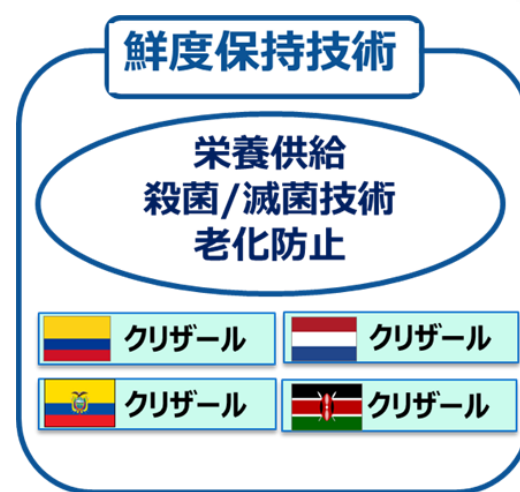 鮮度保持技術
栄養供給
殺菌/滅菌技術
老化防止
クリザール
クリザール
クリザール
クリザール